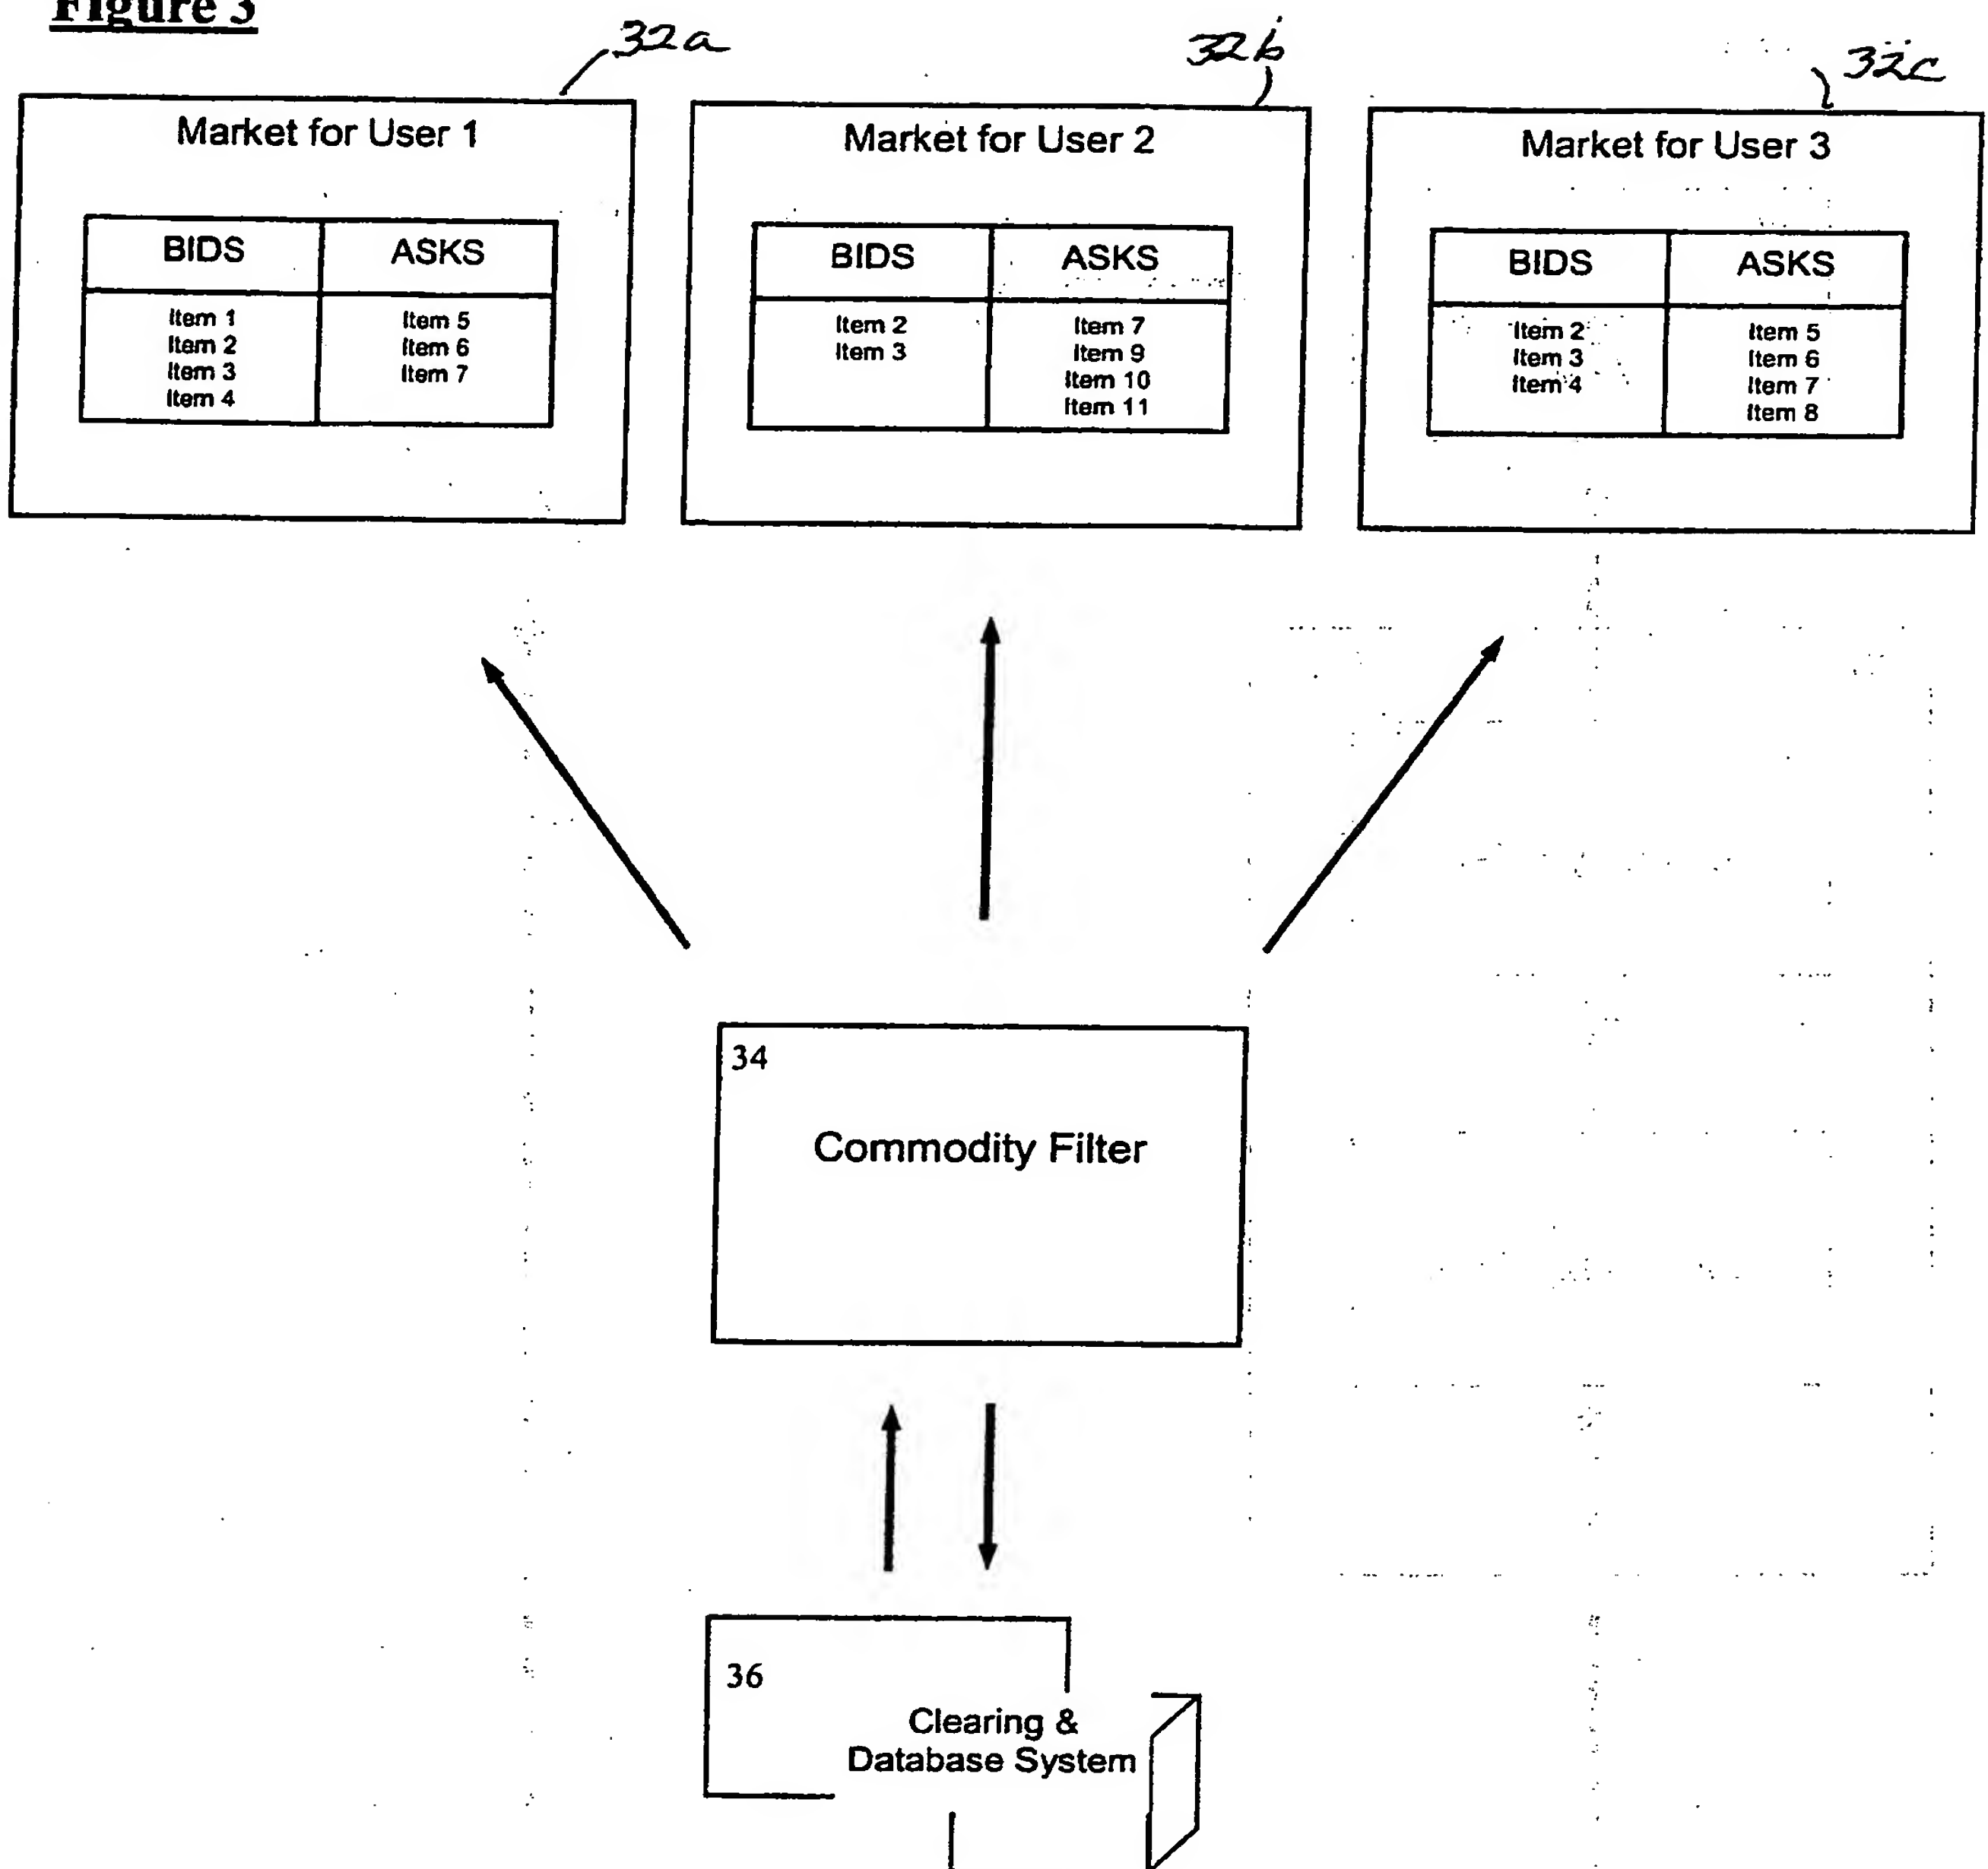 Figure 3
32a
32b
32c
Market for User 1
BIDS
ASKS
Item 1
Item 2
Item 3
Item 4
Item 5
Item 6
Item 7
Market for User 2
BIDS
ASKS
Item 2
Item 3
Item 7
Item 9
Item 10
Item 11
Market for User 3
BIDS
ASKS
Item 2
Item 3
Item 4
Item 5
Item 6
Item 7
Item 8
34
Commodity Filter
36
Clearing &
Database System